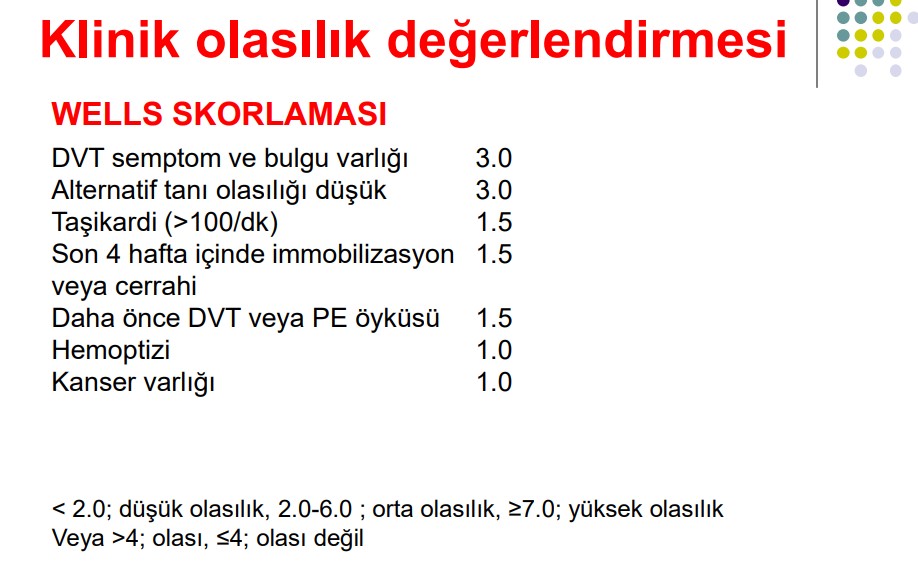 Klinik olasılık değerlendirmesi
WELLS SKORLAMASI
DVT semptom ve bulgu varlığı 3.0
Alternatif tanı olasılığı düşük 3.0
Taşikardi (>100/dk) 1.5
Son 4 hafta içinde immobilizasyon 1.5
veya cerrahi
Daha önce DVT veya PE öyküsü 1.5
Hemoptizi 1.0
Kanser varlığı 1.0
< 2.0; düşük olasılık, 2.0-6.0 ; orta olasılık, ≥7.0; yüksek olasılık
Veya >4; olası, ≤4; olası değil